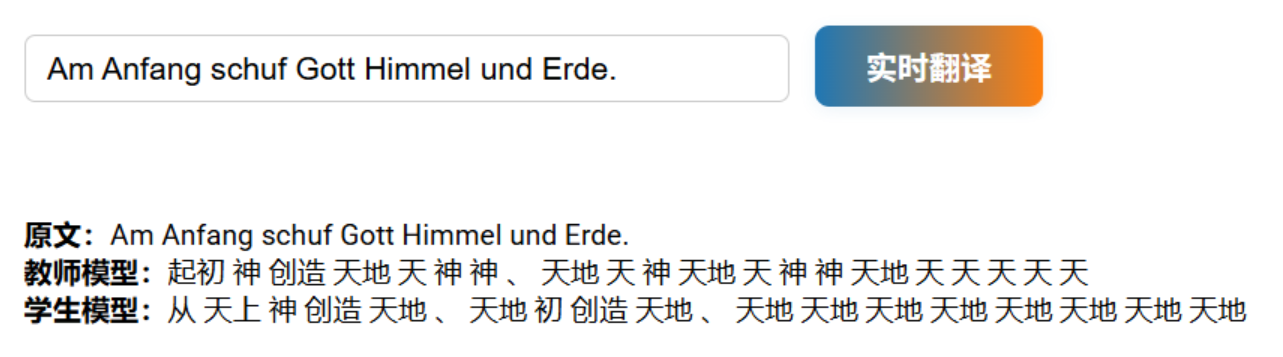 Am Anfang schuf Gott Himmel und Erde.
实时翻译
原文：Am Anfang schuf Gott Himmel und Erde.
教师模型：起初 神 创造 天地 天 神 神 、 天地 天 神 天地 天 神 神 天地 天 天 天 天 天
学生模型：从 天上 神 创造 天地 、 天地 初 创造 天地 、 天地 天地 天地 天地 天地 天地 天地 天地